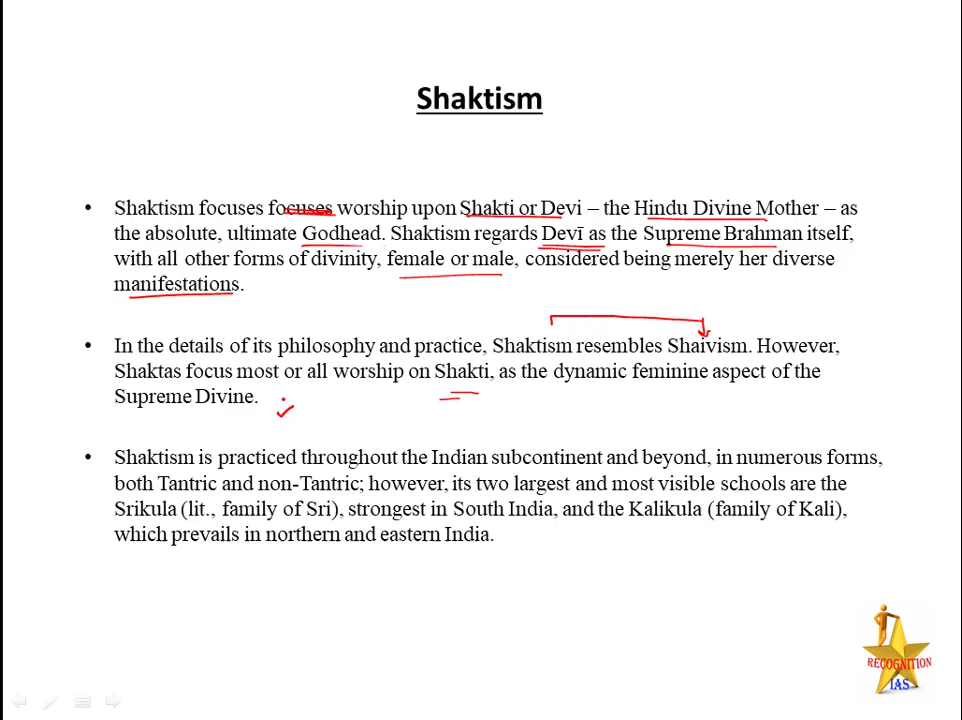 Shaktism
• Shaktism focuses focuses worship upon Shakti or Devi – the Hindu Divine Mother – as
the absolute, ultimate Godhead. Shaktism regards Devī as the Supreme Brahman itself,
with all other forms of divinity, female or male, considered being merely her diverse
manifestations.
• In the details of its philosophy and practice, Shaktism resembles Shaivism. However,
Shaktas focus most or all worship on Shakti, as the dynamic feminine aspect of the
Supreme Divine.
• Shaktism is practiced throughout the Indian subcontinent and beyond, in numerous forms,
both Tantric and non-Tantric; however, its two largest and most visible schools are the
Srikula (lit., family of Sri), strongest in South India, and the Kalikula (family of Kali),
which prevails in northern and eastern India.
RECOGNITION
IAS